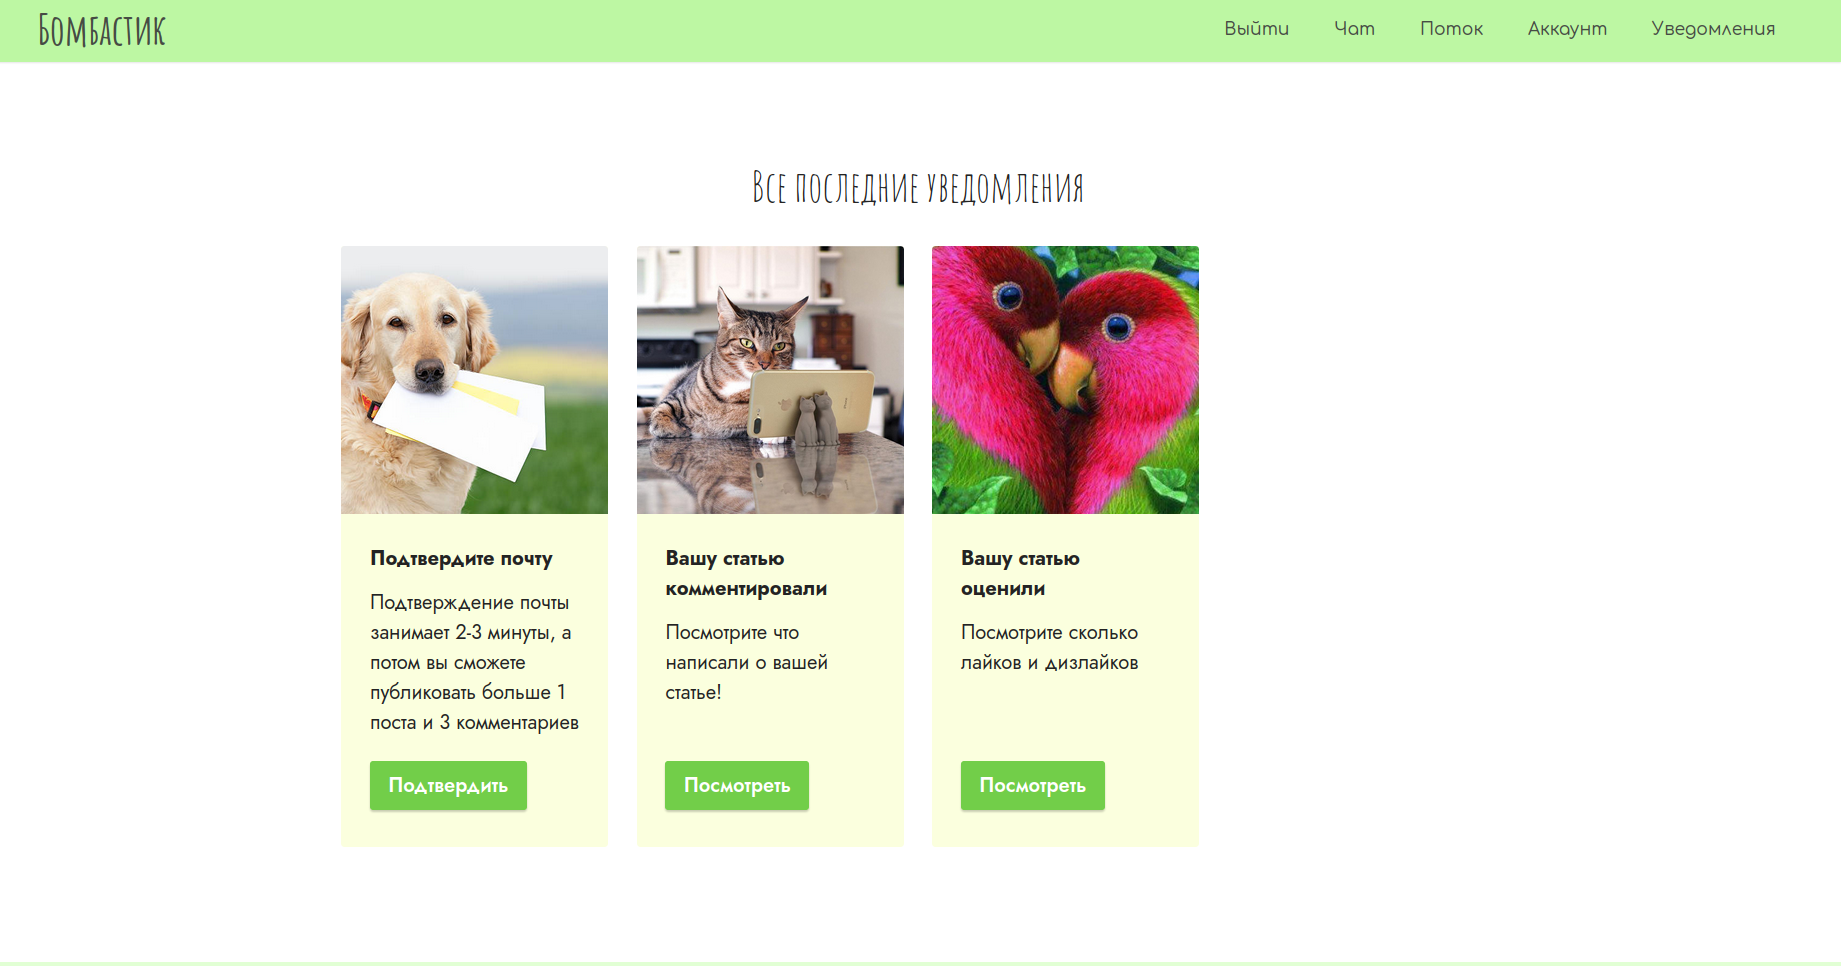 Бомбастик
Выйти Чат Поток Аккаунт Уведомления
Все последние уведомления
Подтвердите почту
Подтверждение почты
занимает 2-3 минуты, а
потом вы сможете
публиковать больше 1
поста и 3 комментариев
Подтвердить
Вашу статью
комментировали
Посмотрите что
написали о вашей
статье!
Посмотреть
Вашу статью
оценили
Посмотрите сколько
лайков и дизлайков
Посмотреть